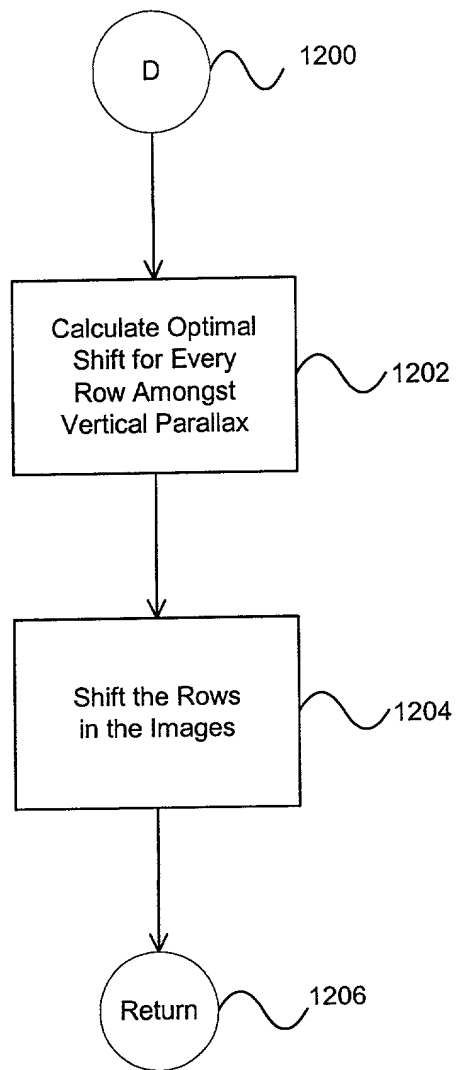 D
1200
Calculate Optimal
Shift for Every
Row Amongst
Vertical Parallax
1202
Shift the Rows
in the Images
1204
Return
1206